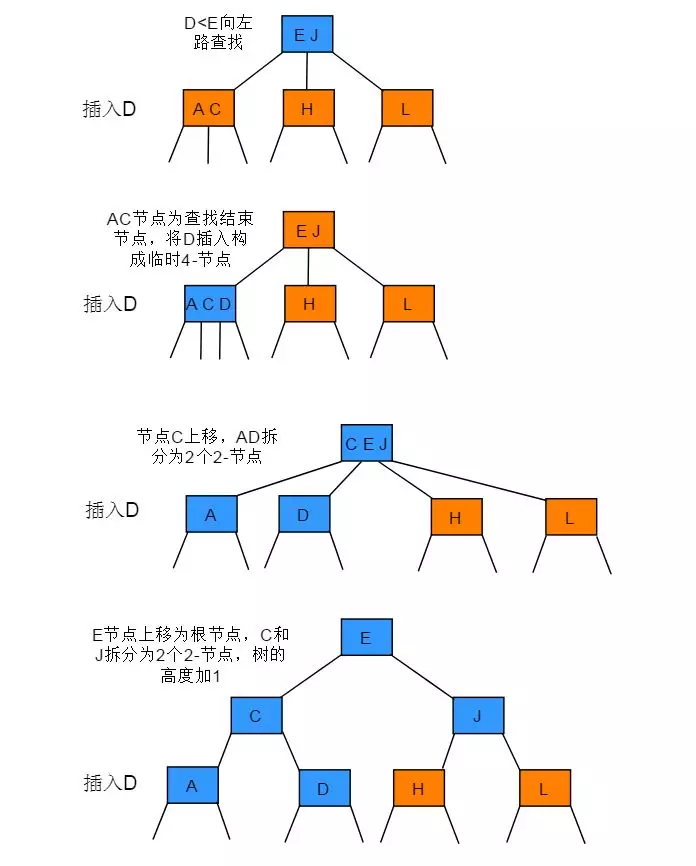 D<E向左
路查找
E J
插入D
A C
H
L
AC节点为查找结束
节点，将D插入构
成临时4-节点
E J
插入D
A C D
H
L
节点C上移，AD拆
分为2个2-节点
C E J
插入D
A
D
H
L
E节点上移为根节点，C和
J拆分为2个2-节点，树的
高度加1
E
C
J
插入D
A
D
H
L